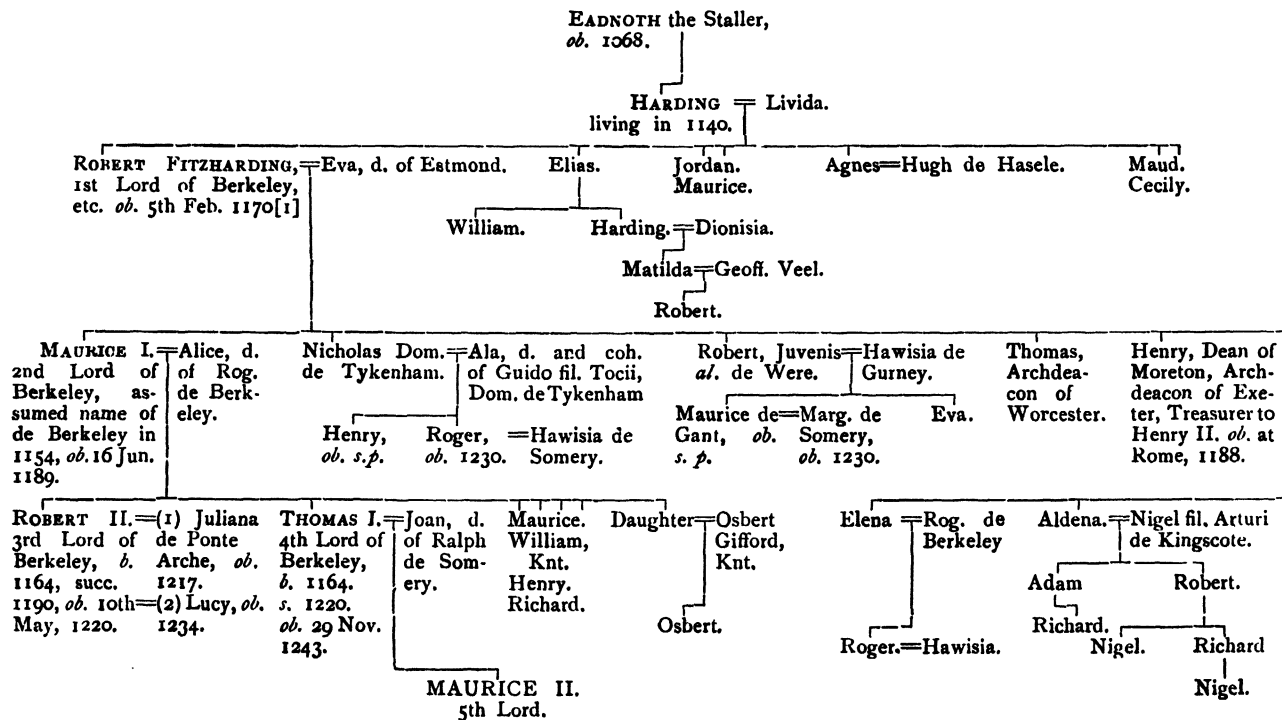 EADNOTH the Staller,
ob. 1068.
HARDING = Livida.
living in 1140.
ROBERT FITZHARDING, = Eva, d. of Estmond.
1st Lord of Berkeley,
etc. ob. 5th Feb. 1170[1]
Elias.
Jordan.
Maurice.
Agnes=Hugh de Hasele.
Maud.
Cecily.
William.
Harding. = Dionisia.
Matilda=Geoff. Veel.
Robert.
MAURICE I. = Alice, d.
2nd Lord of of Rog.
Berkeley, as- de Berk-
sumed name of eley.
de Berkeley in
1154, ob. 16 Jun.
1189.
Nicholas Dom. = Ala, d. and coh.
de Tykenham. of Guido fil. Tocii,
Dom. de Tykenham
Henry,
ob. s.p.
Roger, =Hawisia de
ob. 1230. Somery.
Robert, Juvenis = Hawisia de
al. de Were. Gurney.
Maurice de = Marg. de
Gant, ob. Somery,
s. p. ob. 1230.
Eva.
Thomas,
Archdea-
con of
Worcester.
Henry, Dean of
Moreton, Arch-
deacon of Exe-
ter, Treasurer to
Henry II. ob. at
Rome, 1188.
ROBERT II. = (1) Juliana
3rd Lord of de Ponte
Berkeley, b. Arche, ob.
1164, succ. 1217.
1190, ob. 10th = (2) Lucy, ob.
May, 1220. 1234.
THOMAS I. = Joan, d.
4th Lord of of Ralph
Berkeley, de Som-
b. 1164. ery.
s. 1220.
ob. 29 Nov.
1243.
MAURICE II.
5th Lord.
Maurice.
William,
Knt.
Henry.
Richard.
Daughter = Osbert
Gifford,
Knt.
Osbert.
Elena = Rog. de
Berkeley
Roger.=Hawisia.
Aldena. = Nigel fil. Arturi
de Kingscote.
Adam
Richard.
Robert.
Nigel.
Richard
Nigel.